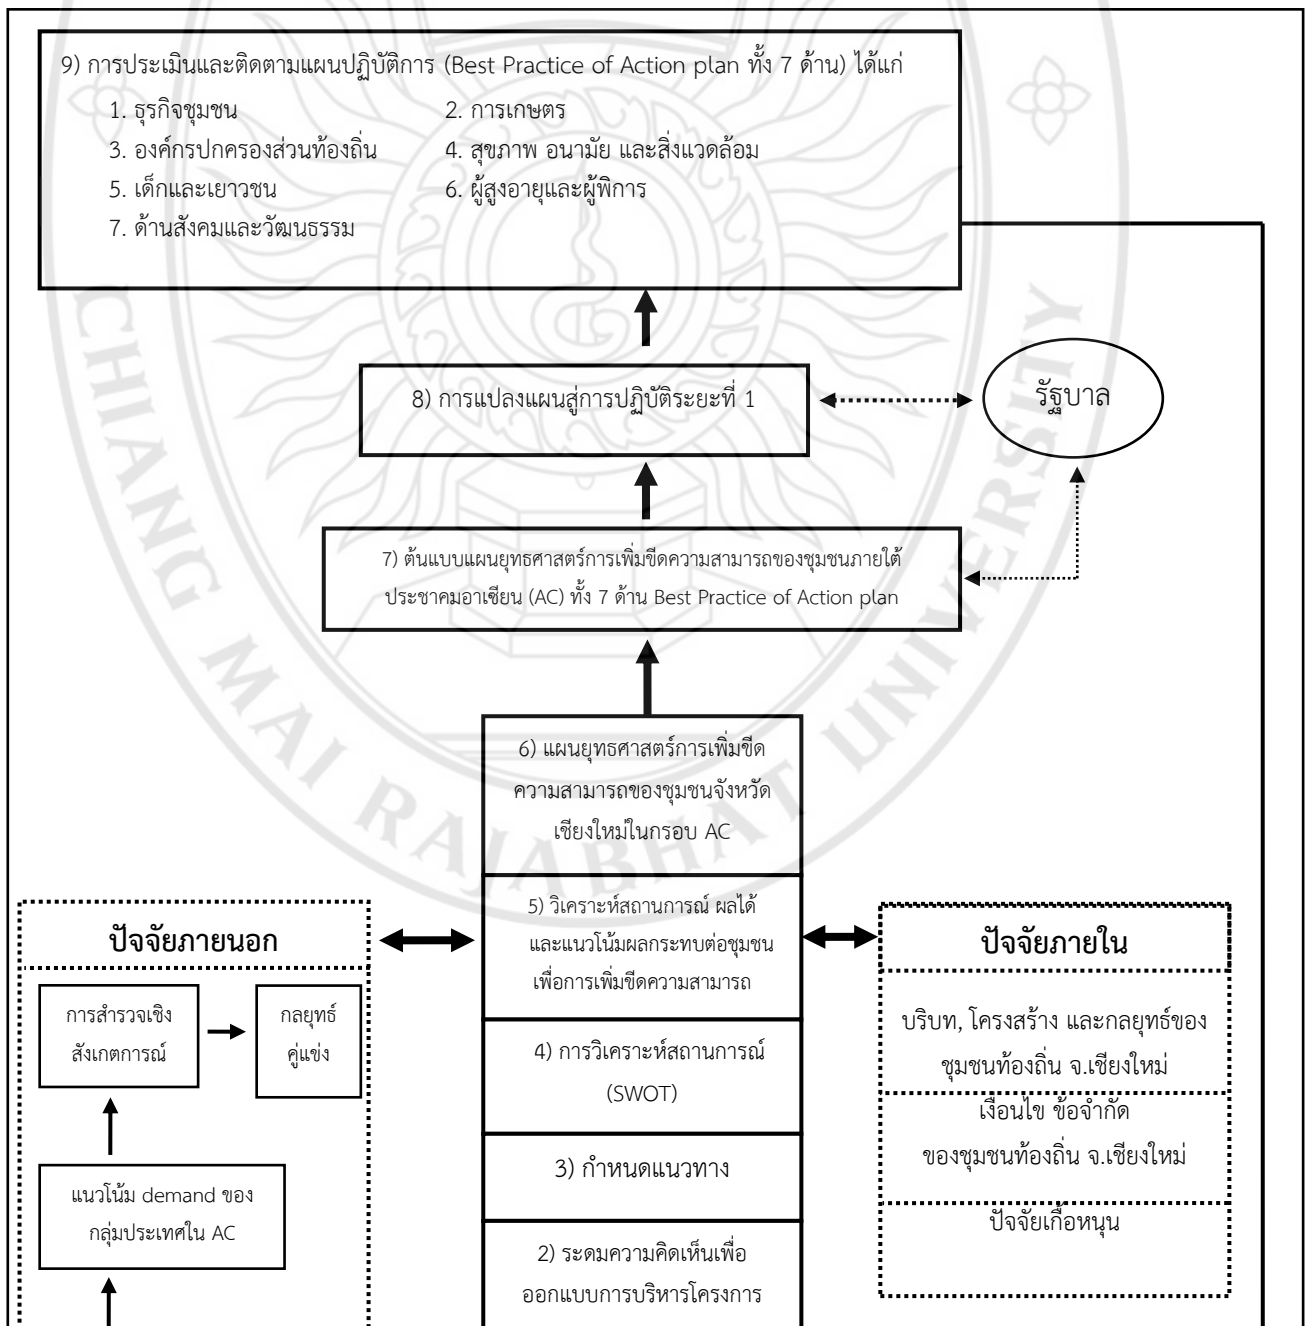 9) การประเมินและติดตามแผนปฏิบัติการ (Best Practice of Action plan ทั้ง 7 ด้าน) ได้แก่
1. ธุรกิจชุมชน 2. การเกษตร
3. องค์กรปกครองส่วนท้องถิ่น 4. สุขภาพ อนามัย และสิ่งแวดล้อม
5. เด็กและเยาวชน 6. ผู้สูงอายุและผู้พิการ
7. ด้านสังคมและวัฒนธรรม
8) การแปลงแผนสู่การปฏิบัติระยะที่ 1
รัฐบาล
7) ต้นแบบแผนยุทธศาสตร์การเพิ่มขีดความสามารถของชุมชนภายใต้
ประชาคมอาเซียน (AC) ทั้ง 7 ด้าน Best Practice of Action plan
6) แผนยุทธศาสตร์การเพิ่มขีด
ความสามารถของชุมชนจังหวัด
เชียงใหม่ในกรอบ AC
5) วิเคราะห์สถานการณ์ ผลได้
และแนวโน้มผลกระทบต่อชุมชน
เพื่อการเพิ่มขีดความสามารถ
4) การวิเคราะห์สถานการณ์
(SWOT)
3) กำหนดแนวทาง
2) ระดมความคิดเห็นเพื่อ
ออกแบบการบริหารโครงการ
ปัจจัยภายนอก
การสำรวจเชิง
สังเกตการณ์
กลยุทธ์
คู่แข่ง
แนวโน้ม demand ของ
กลุ่มประเทศใน AC
ปัจจัยภายใน
บริบท, โครงสร้าง และกลยุทธ์ของ
ชุมชนท้องถิ่น จ.เชียงใหม่
เงื่อนไข ข้อจำกัด
ของชุมชนท้องถิ่น จ.เชียงใหม่
ปัจจัยเกื้อหนุน
CHIANG MAI RAJABHAT UNIVERSITY